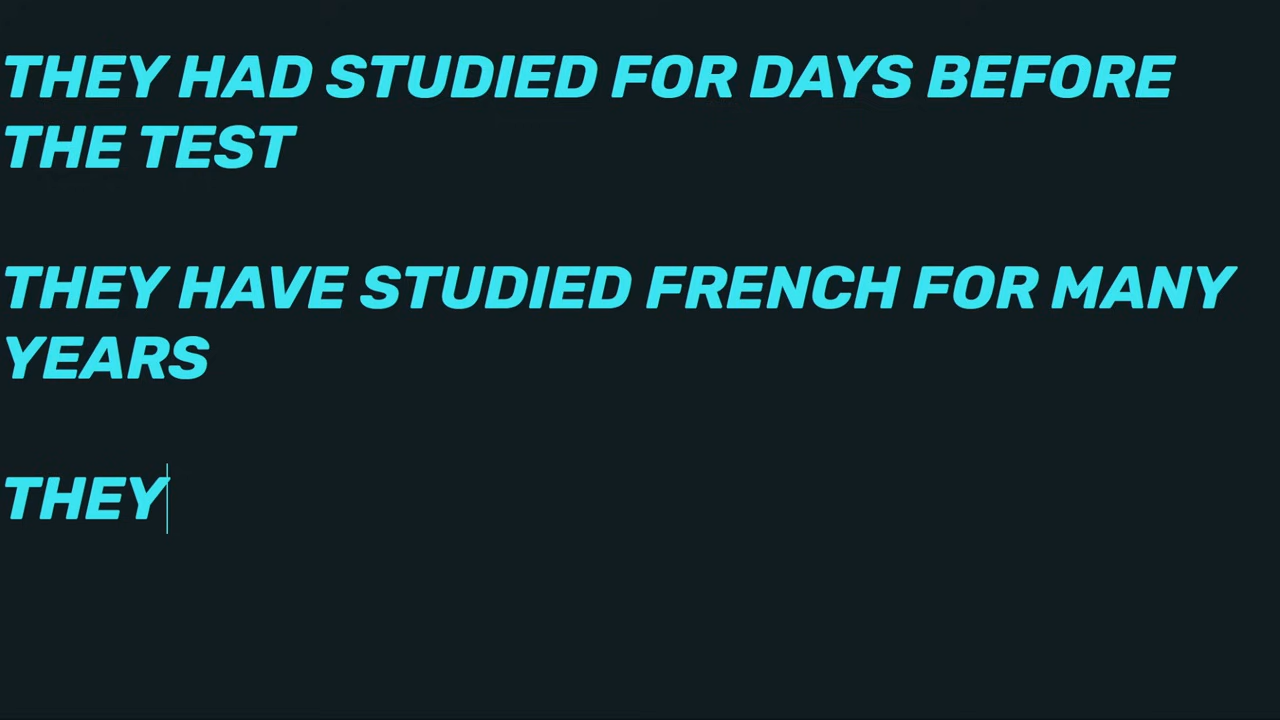 THEY HAD STUDIED FOR DAYS BEFORE
THE TEST
THEY HAVE STUDIED FRENCH FOR MANY
YEARS
THEY